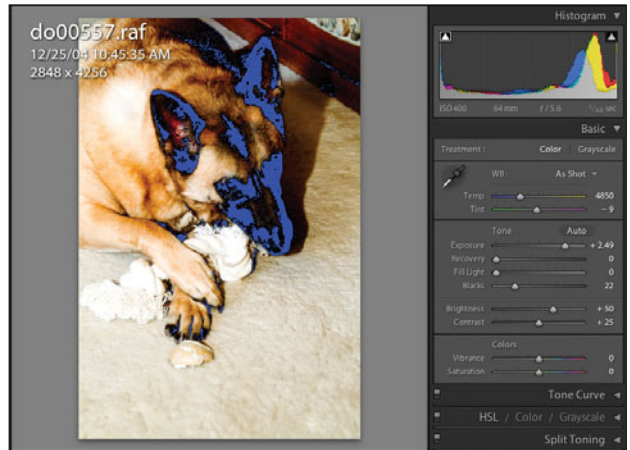 do00557.raf
12/25/04 10:45:35 AM
2848 x 4256
Histogram
ISO 400 64 mm f / 5.6
Basic
Treatment : Color Grayscale
WB : As Shot
Temp 4850
Tint − 9
Tone Auto
Exposure + 2.49
Recovery 0
Fill Light 0
Blacks 22
Brightness + 50
Contrast + 25
Colors
Vibrance 0
Saturation 0
Tone Curve
HSL / Color / Grayscale
Split Toning